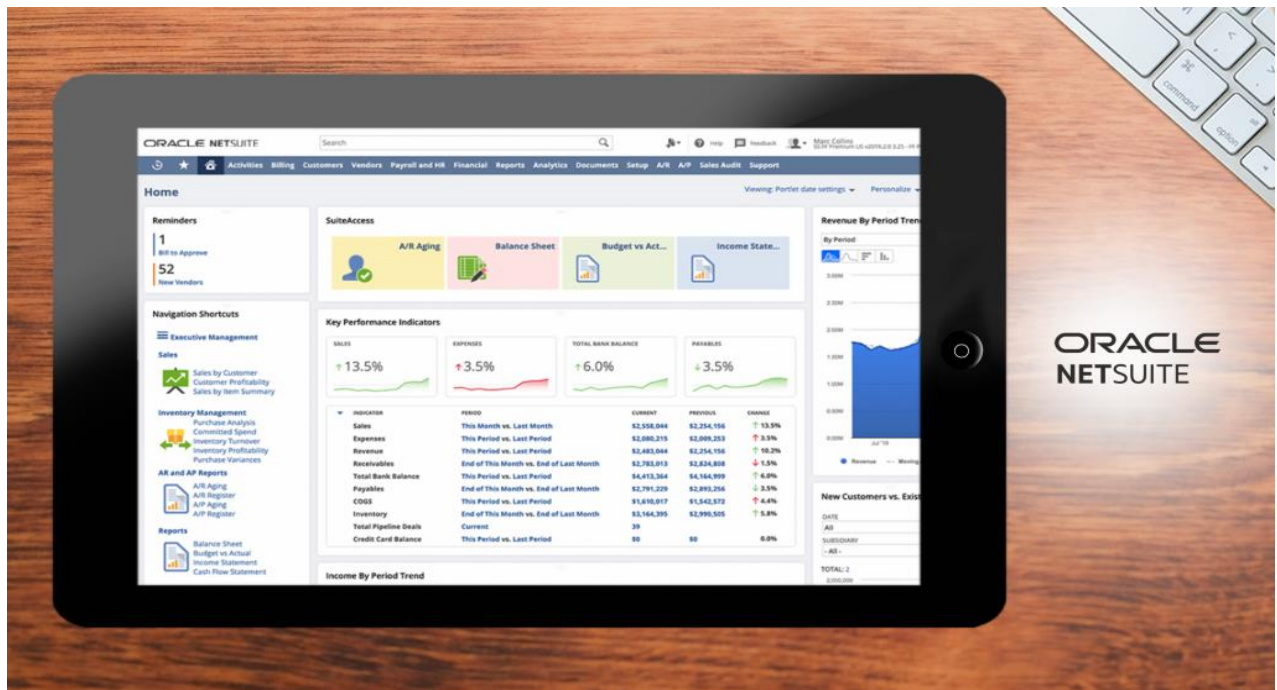 ORACLE NETSUITE
Search
Help
Feedback
Marc Collins
Activities Billing Customers Vendors Payroll and HR Financial Reports Analytics Documents Setup A/R A/P Sales Audit Support
Home
Viewing: Portlet date settings
Personalize
Reminders
1
Bill to Approve
52
New Vendors
Navigation Shortcuts
Executive Management
Sales
Sales by Customer
Customer Profitability
Sales by Item Summary
Inventory Management
Purchase Analysis
Committed Spend
Inventory Turnover
Inventory Profitability
Purchase Variances
AR and AP Reports
A/R Aging
A/R Register
A/P Aging
A/P Register
Reports
Balance Sheet
Budget vs Actual
Income Statement
Cash Flow Statement
SuiteAccess
A/R Aging
Balance Sheet
Budget vs Act...
Income State...
Key Performance Indicators
SALES
↑ 13.5%
EXPENSES
↑ 3.5%
TOTAL BANK BALANCE
↑ 6.0%
PAYABLES
↓ 3.5%
INDICATOR PERIOD CURRENT PREVIOUS CHANGE
Sales This Month vs. Last Month $2,558,044 $2,254,156 ↑ 13.5%
Expenses This Period vs. Last Period $2,080,215 $2,009,253 ↑ 3.5%
Revenue This Period vs. Last Period $2,483,044 $2,254,156 ↑ 10.2%
Receivables End of This Month vs. End of Last Month $2,783,013 $2,824,808 ↓ 1.5%
Total Bank Balance This Period vs. Last Period $4,413,364 $4,164,999 ↑ 6.0%
Payables End of This Month vs. End of Last Month $2,791,229 $2,893,256 ↓ 3.5%
COGS This Period vs. Last Period $1,610,017 $1,542,572 ↑ 4.4%
Inventory End of This Month vs. End of Last Month $3,164,395 $2,990,505 ↑ 5.8%
Total Pipeline Deals Current 39
Credit Card Balance This Period vs. Last Period $0 $0 0.0%
Income By Period Trend
Revenue By Period Tren
By Period
3.00M
2.00M
1.00M
0.00M
Jul '18
Revenue
Moving
New Customers vs. Exist
DATE
All
SUBSIDIARY
- All -
TOTAL: 2
ORACLE
NETSUITE
command
option
alt